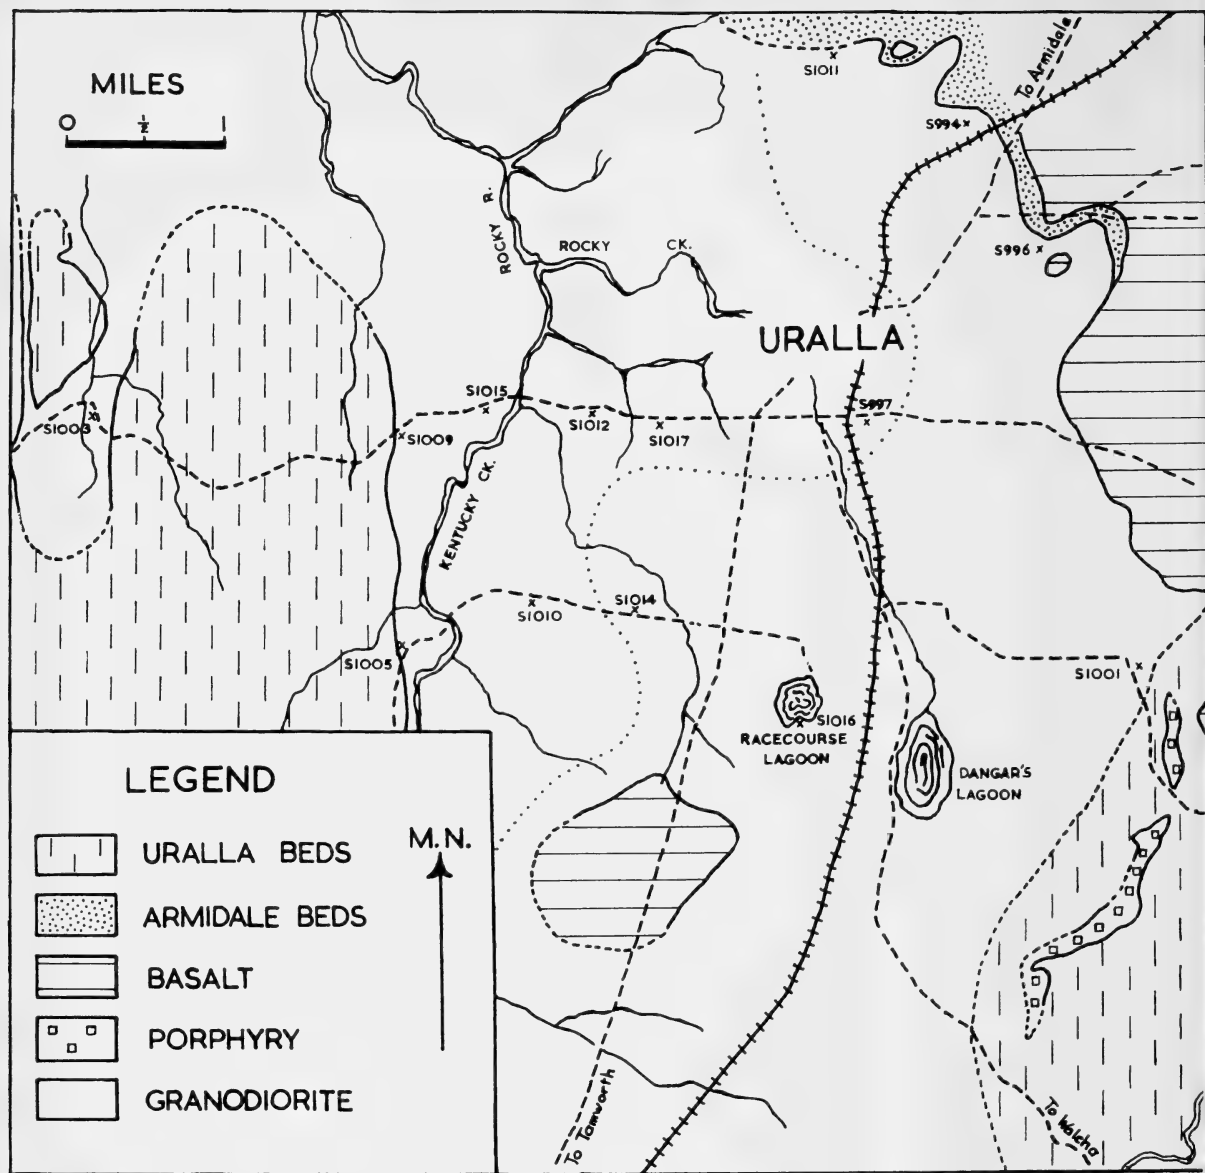 MILES
O ½ 1
To Armidale
S1011
S994
ROCKY R.
ROCKY CK.
S996
URALLA
S1015
S1003
S1009
S1012
S1017
S997
KENTUCKY CK.
S1010
S1014
S1005
S1001
S1016
RACECOURSE
LAGOON
DANGAR'S
LAGOON
LEGEND
M.N.
URALLA BEDS
ARMIDALE BEDS
BASALT
PORPHYRY
GRANODIORITE
To Tamworth
To Walcha